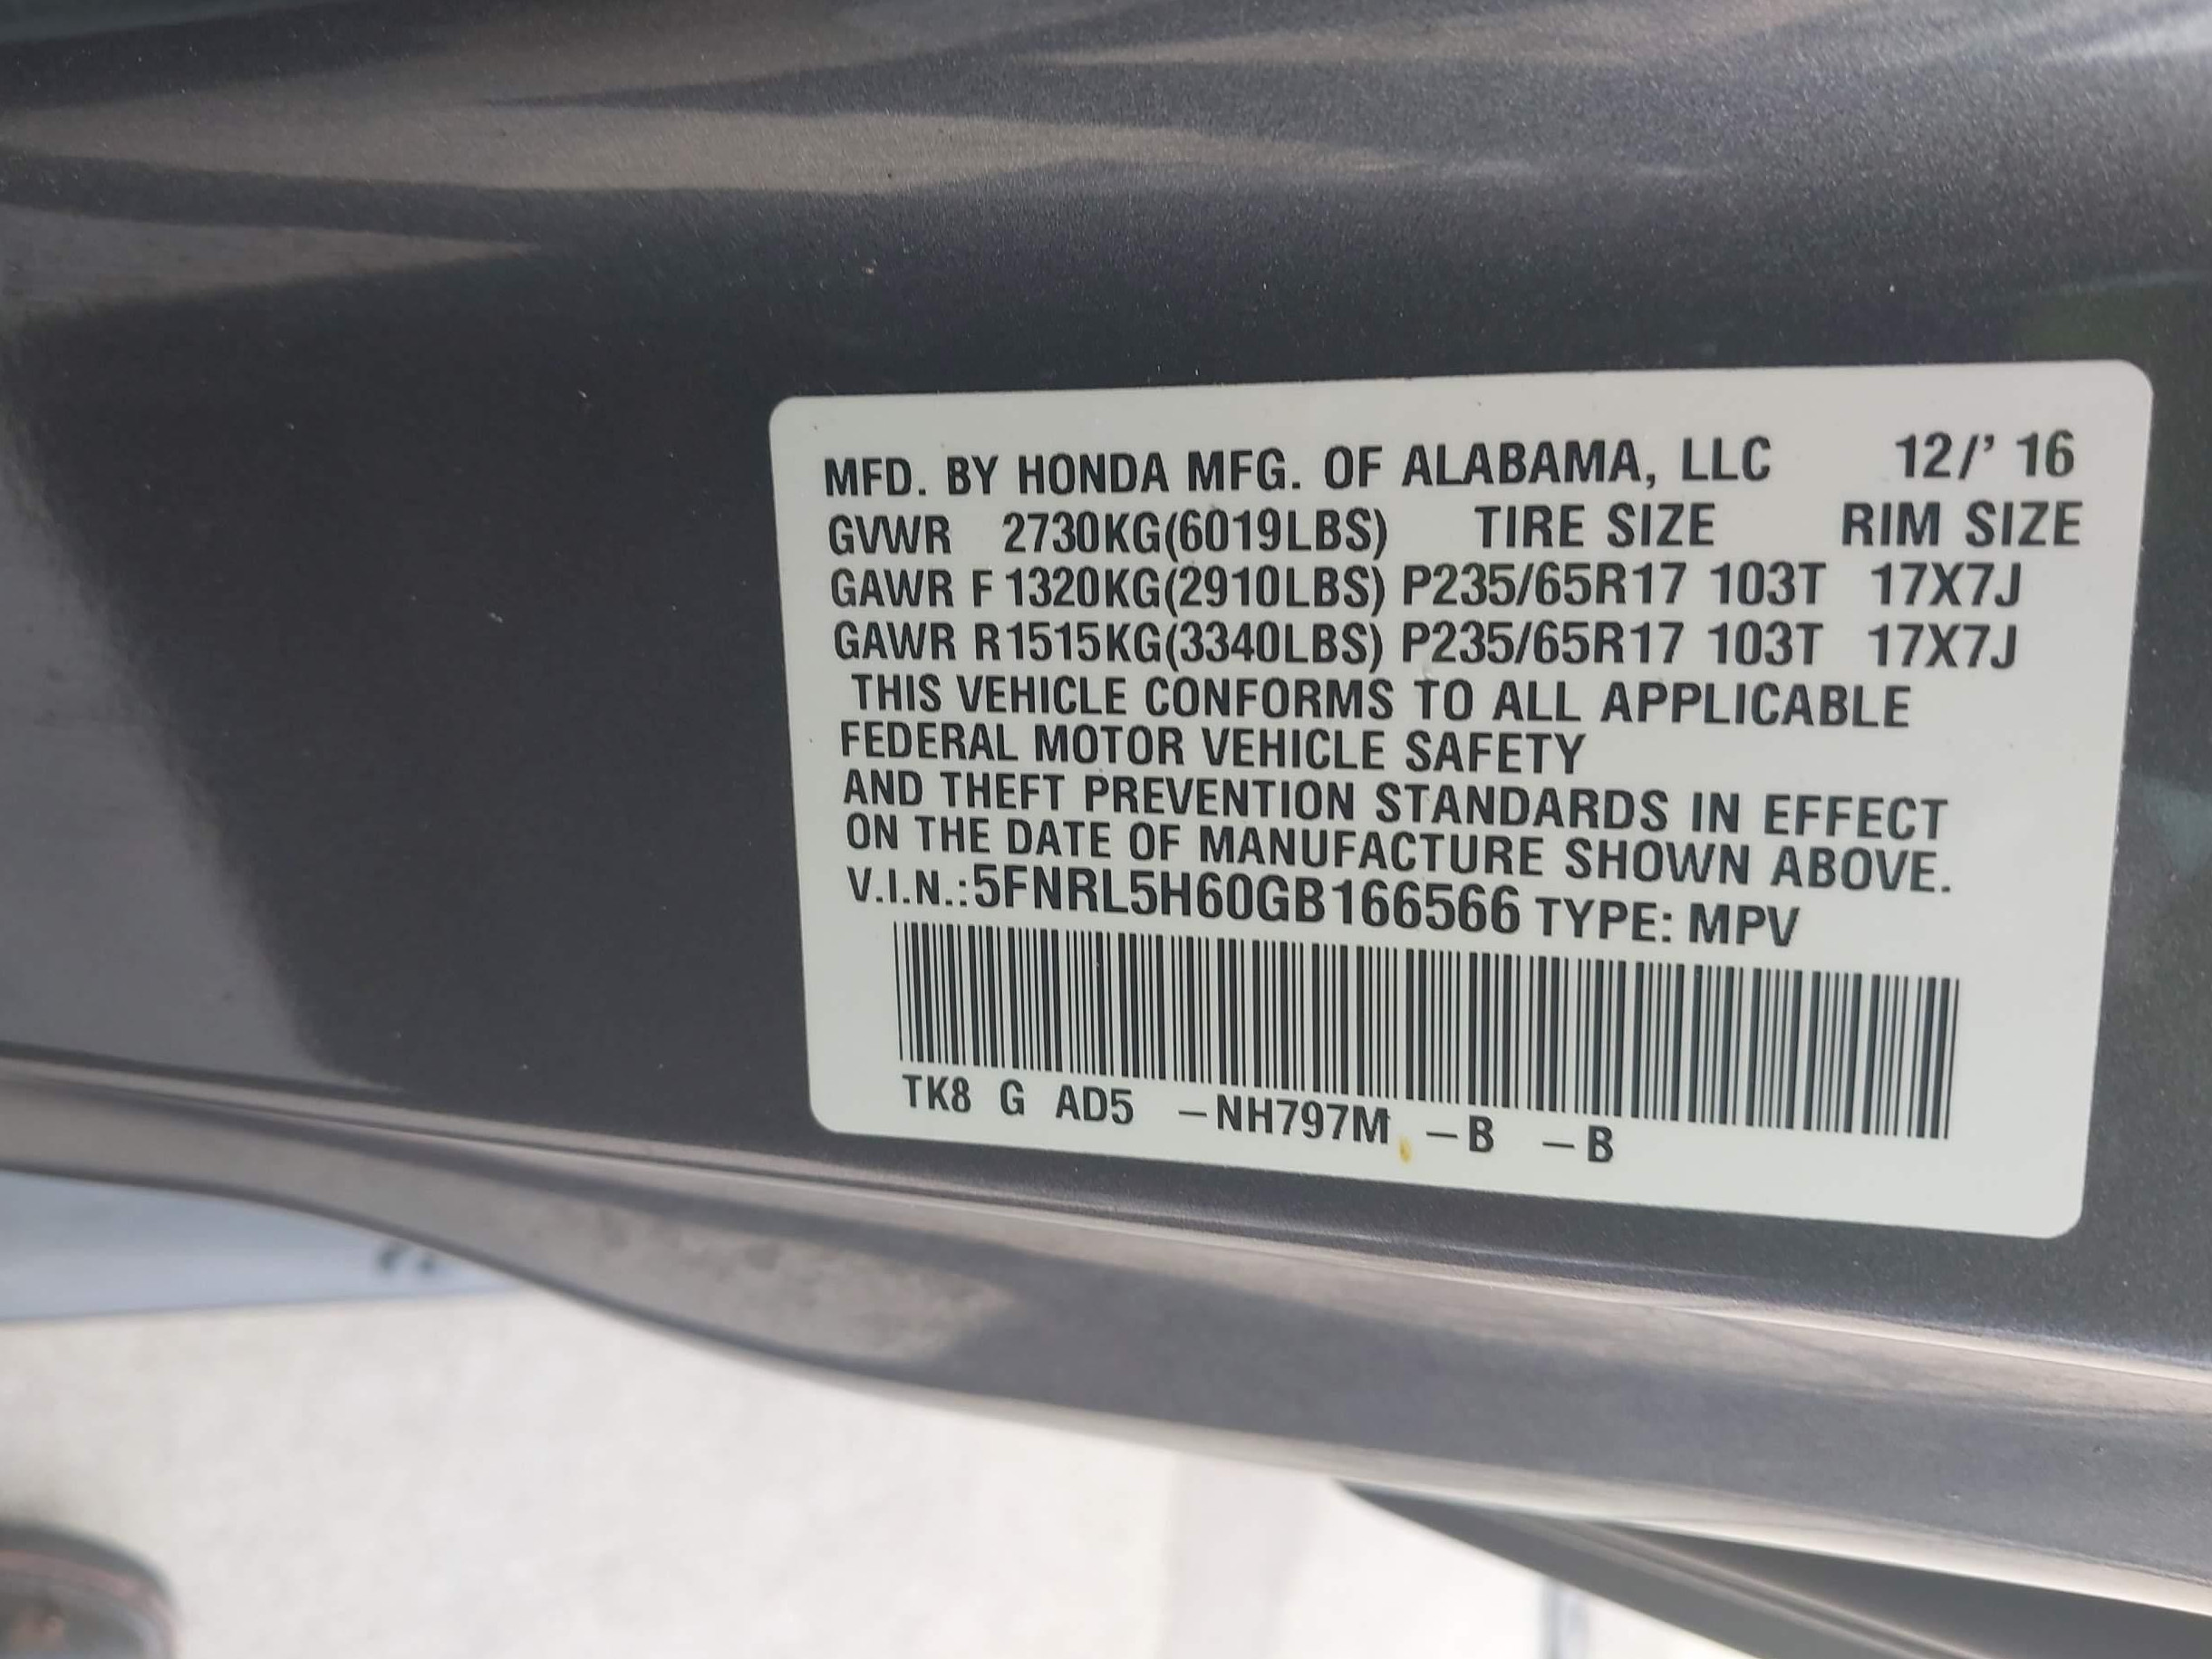 MFD. BY HONDA MFG. OF ALABAMA, LLC 12/' 16
GVWR 2730KG(6019LBS) TIRE SIZE RIM SIZE
GAWR F 1320KG(2910LBS) P235/65R17 103T 17X7J
GAWR R1515KG(3340LBS) P235/65R17 103T 17X7J
THIS VEHICLE CONFORMS TO ALL APPLICABLE
FEDERAL MOTOR VEHICLE SAFETY
AND THEFT PREVENTION STANDARDS IN EFFECT
ON THE DATE OF MANUFACTURE SHOWN ABOVE.
V.I.N.:5FNRL5H60GB166566 TYPE: MPV
TK8 G AD5 –NH797M –B –B